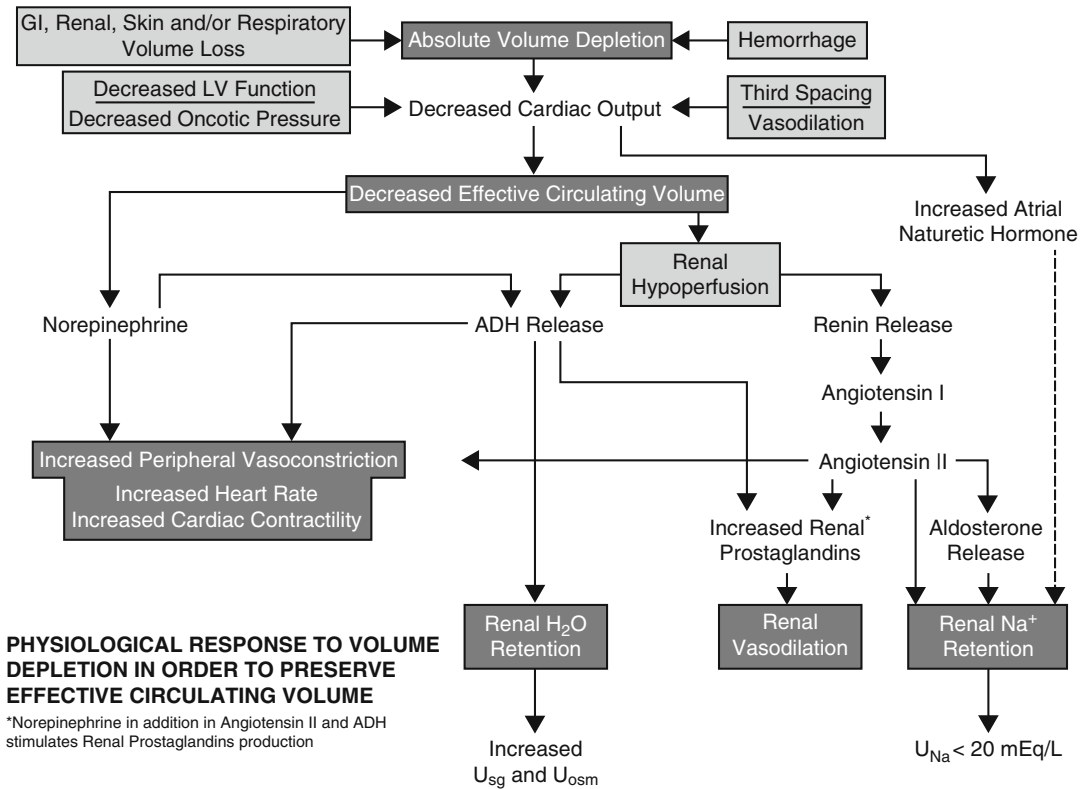 GI, Renal, Skin and/or Respiratory
Volume Loss
Absolute Volume Depletion
Hemorrhage
Decreased LV Function
Decreased Oncotic Pressure
Decreased Cardiac Output
Third Spacing
Vasodilation
Decreased Effective Circulating Volume
Increased Atrial
Naturetic Hormone
Renal
Hypoperfusion
Norepinephrine
ADH Release
Renin Release
Angiotensin I
Increased Peripheral Vasoconstriction
Increased Heart Rate
Increased Cardiac Contractility
Angiotensin II
Increased Renal*
Prostaglandins
Aldosterone
Release
Renal H₂O
Retention
Renal
Vasodilation
Renal Na⁺
Retention
PHYSIOLOGICAL RESPONSE TO VOLUME
DEPLETION IN ORDER TO PRESERVE
EFFECTIVE CIRCULATING VOLUME
*Norepinephrine in addition in Angiotensin II and ADH
stimulates Renal Prostaglandins production
Increased
Usg and Uosm
UNa < 20 mEq/L